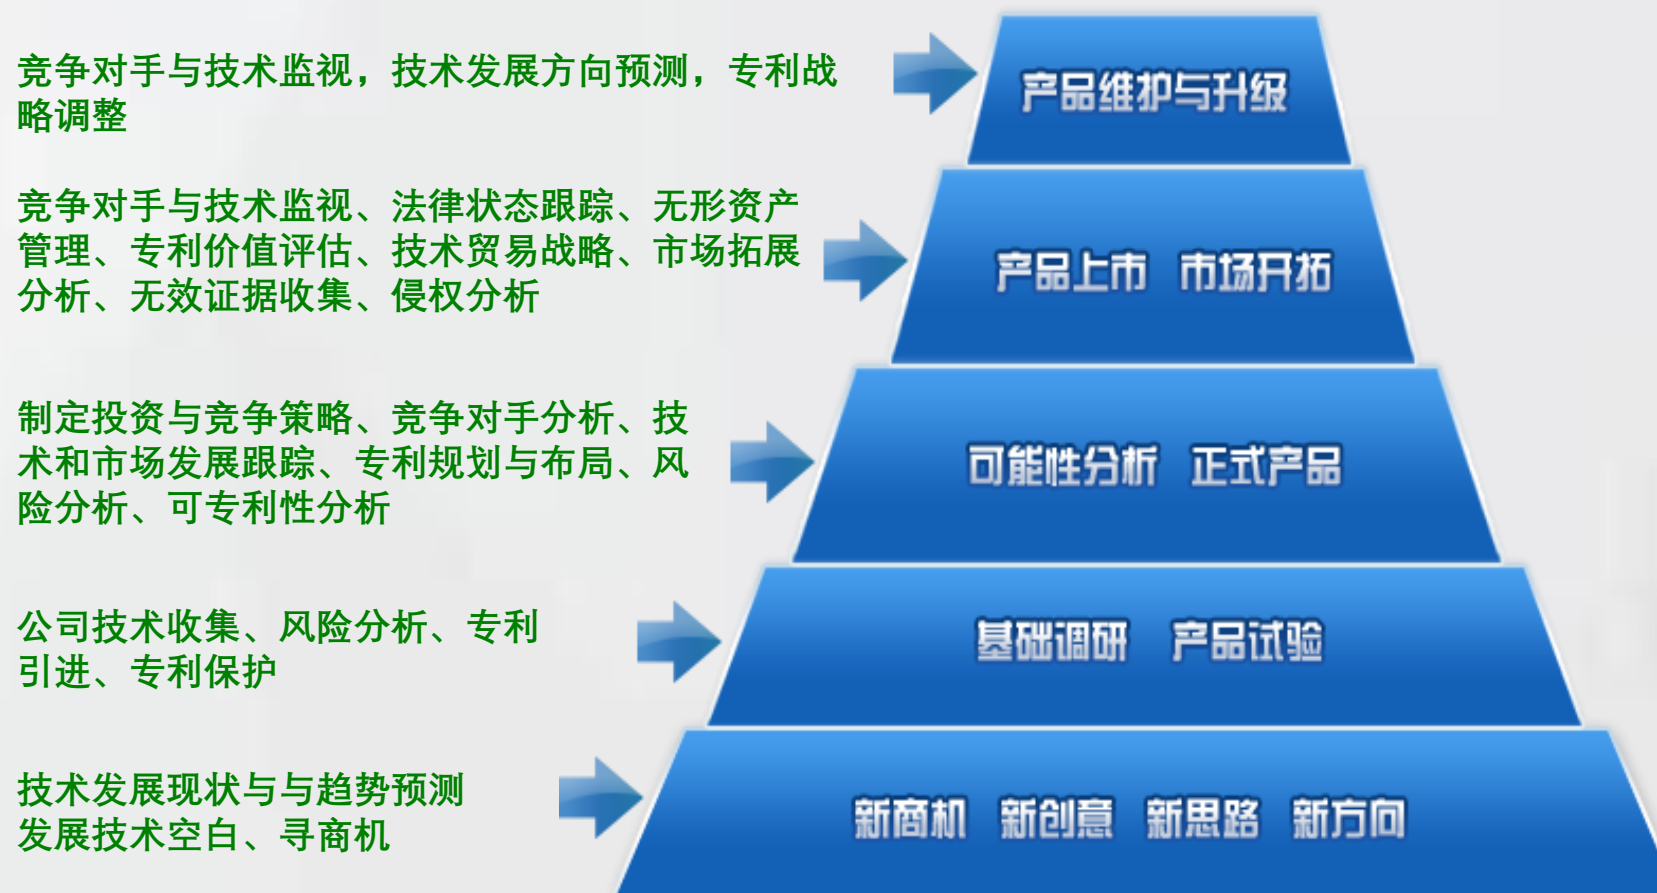 竞争对手与技术监视，技术发展方向预测，专利战
略调整
产品维护与升级
竞争对手与技术监视、法律状态跟踪、无形资产
管理、专利价值评估、技术贸易战略、市场拓展
分析、无效证据收集、侵权分析
产品上市 市场开拓
制定投资与竞争策略、竞争对手分析、技
术和市场发展跟踪、专利规划与布局、风
险分析、可专利性分析
可能性分析 正式产品
公司技术收集、风险分析、专利
引进、专利保护
基础调研 产品试验
技术发展现状与与趋势预测
发展技术空白、寻商机
新商机 新创意 新思路 新方向